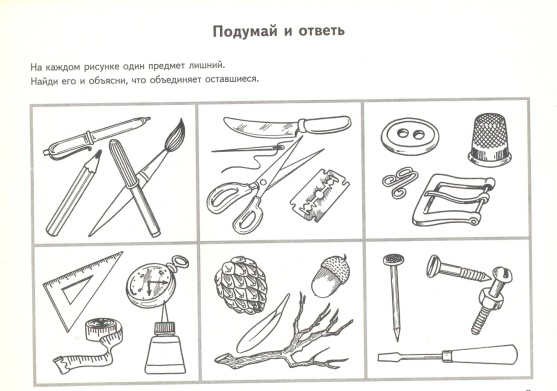 Подумай и ответь
На каждом рисунке один предмет лишний.
Найди его и объясни, что объединяет оставшиеся.